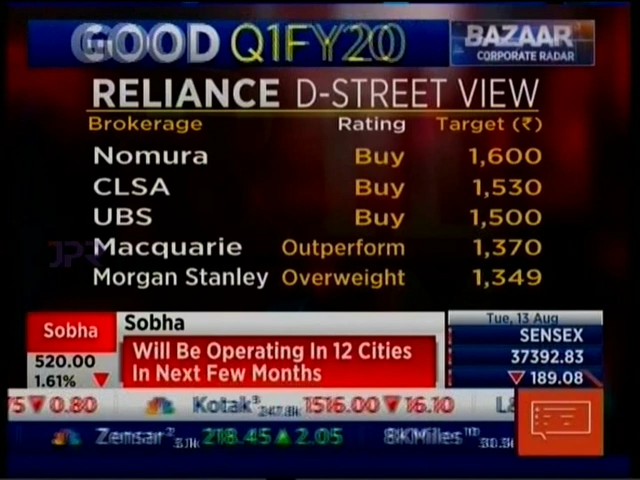 GOOD Q1FY20
BAZAAR
CORPORATE RADAR
RELIANCE D-STREET VIEW
Brokerage Rating Target (₹)
Nomura Buy 1,600
CLSA Buy 1,530
UBS Buy 1,500
Macquarie Outperform 1,370
Morgan Stanley Overweight 1,349
Sobha
520.00
1.61% ▼
Sobha
Will Be Operating In 12 Cities
In Next Few Months
Tue, 13 Aug
SENSEX
37392.83
▼ 189.08
▼ 0.80 Kotak 1516.00 ▼ 16.10
Zensar 218.45 ▲ 2.05 8KMiles